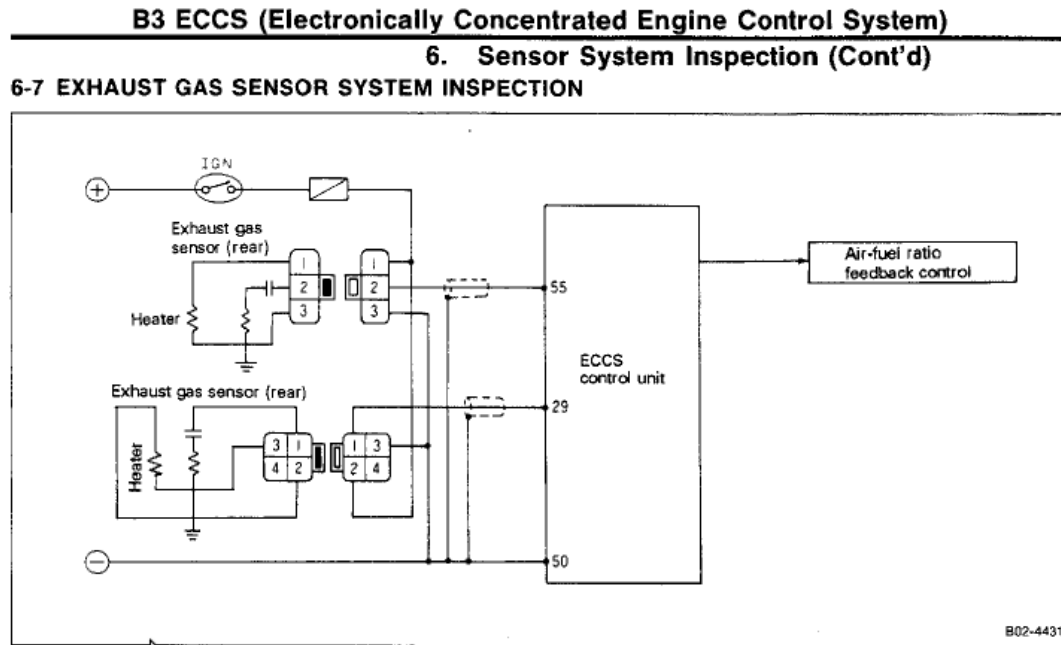 B3 ECCS (Electronically Concentrated Engine Control System)
6. Sensor System Inspection (Cont'd)
6-7 EXHAUST GAS SENSOR SYSTEM INSPECTION
IGN
+
Exhaust gas
sensor (rear)
1
2
3
1
2
3
Heater
55
Air-fuel ratio
feedback control
ECCS
control unit
Exhaust gas sensor (rear)
29
3 1
4 2
1 3
2 4
Heater
−
50
B02-4431